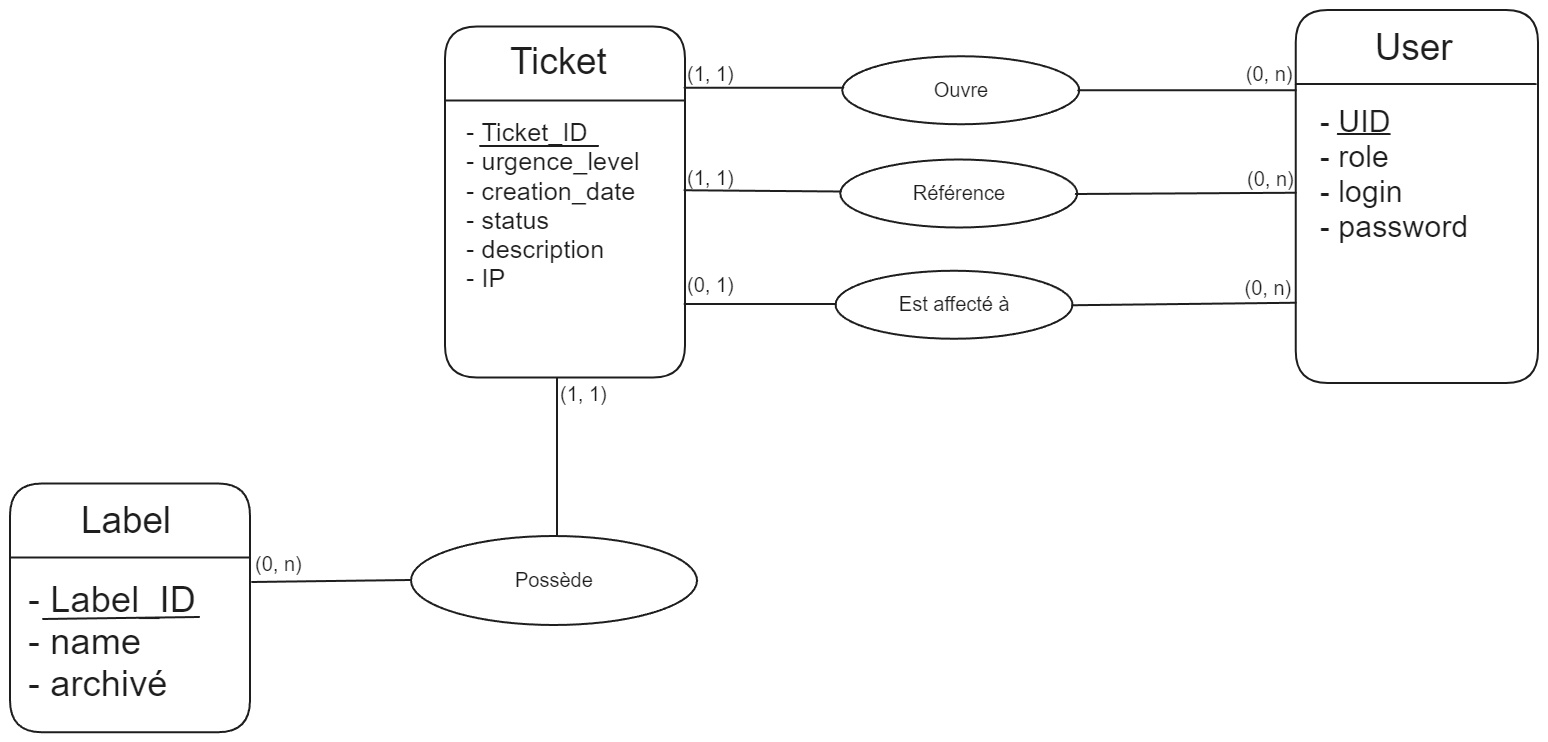 Ticket
- Ticket_ID
- urgence_level
- creation_date
- status
- description
- IP
(1, 1)
Ouvre
(0, n)
(1, 1)
Référence
(0, n)
(0, 1)
Est affecté à
(0, n)
User
- UID
- role
- login
- password
(1, 1)
Label
- Label_ID
- name
- archivé
(0, n)
Possède